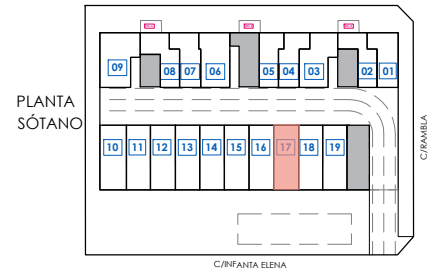 09 08 07 06 05 04 03 02 01
PLANTA
SÓTANO
10 11 12 13 14 15 16 17 18 19
C/RAMBLA
C/INFANTA ELENA